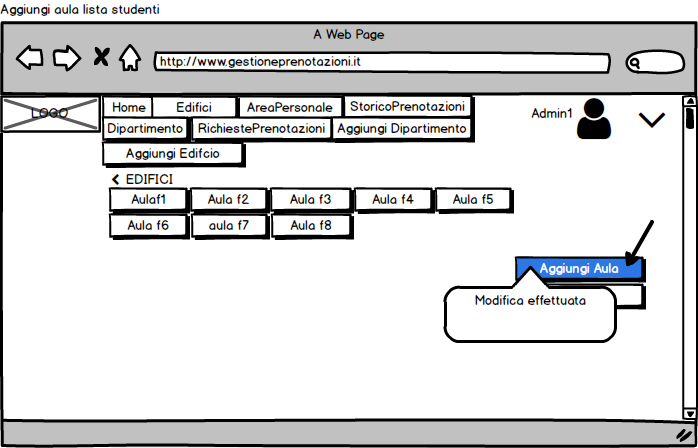 Aggiungi aula lista studenti
A Web Page
http://www.gestioneprenotazioni.it
LOGO
Home Edifici AreaPersonale StoricoPrenotazioni
Admin1
Dipartimento RichiestePrenotazioni Aggiungi Dipartimento
Aggiungi Edifcio
EDIFICI
Aulaf1 Aula f2 Aula f3 Aula f4 Aula f5
Aula f6 aula f7 Aula f8
Aggiungi Aula
Modifica effettuata